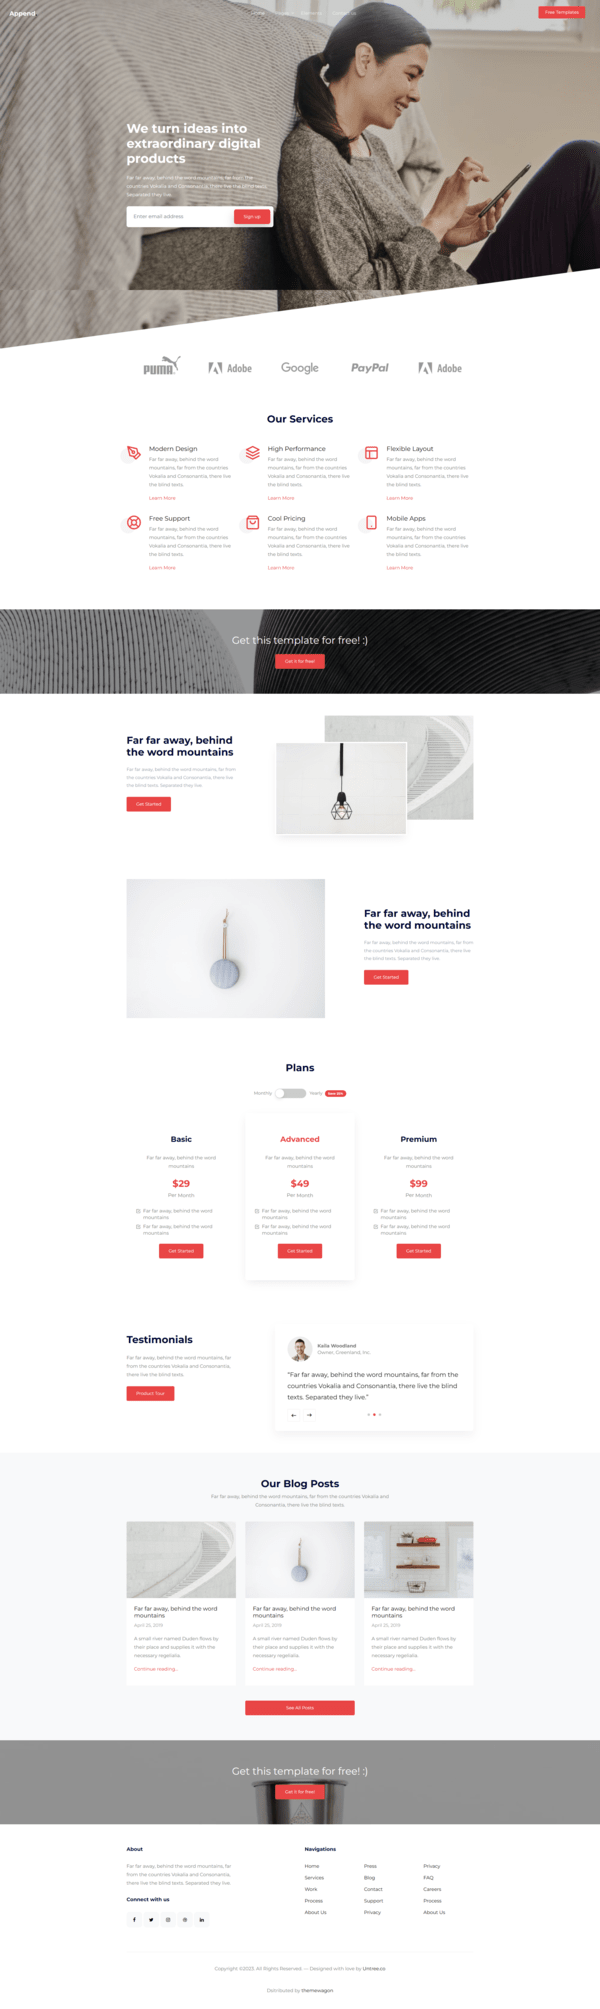 Append
Free Templates
We turn ideas into
extraordinary digital
products
Far far away, behind the word mountains, far from the
countries Vokalia and Consonantia, there live the blind texts.
Separated they live.
Enter email address
Sign up
PUMA
Adobe
Google
PayPal
Adobe
Our Services
Modern Design
Far far away, behind the word
mountains, far from the countries
Vokalia and Consonantia, there live
the blind texts.
Learn More
High Performance
Far far away, behind the word
mountains, far from the countries
Vokalia and Consonantia, there live
the blind texts.
Learn More
Flexible Layout
Far far away, behind the word
mountains, far from the countries
Vokalia and Consonantia, there live
the blind texts.
Learn More
Free Support
Far far away, behind the word
mountains, far from the countries
Vokalia and Consonantia, there live
the blind texts.
Learn More
Cool Pricing
Far far away, behind the word
mountains, far from the countries
Vokalia and Consonantia, there live
the blind texts.
Learn More
Mobile Apps
Far far away, behind the word
mountains, far from the countries
Vokalia and Consonantia, there live
the blind texts.
Learn More
Get this template for free! :)
Get it for free!
Far far away, behind
the word mountains
Far far away, behind the word mountains, far from
the countries Vokalia and Consonantia, there live
the blind texts. Separated they live.
Get Started
Far far away, behind
the word mountains
Far far away, behind the word mountains, far from
the countries Vokalia and Consonantia, there live
the blind texts. Separated they live.
Get Started
Plans
Monthly
Yearly
Basic
Far far away, behind the word
mountains
$29
Per Month
Far far away, behind the word
mountains
Far far away, behind the word
mountains
Get Started
Advanced
Far far away, behind the word
mountains
$49
Per Month
Far far away, behind the word
mountains
Far far away, behind the word
mountains
Get Started
Premium
Far far away, behind the word
mountains
$99
Per Month
Far far away, behind the word
mountains
Far far away, behind the word
mountains
Get Started
Testimonials
Far far away, behind the word mountains, far
from the countries Vokalia and Consonantia,
there live the blind texts.
Product Tour
Kaila Woodland
Owner, Greenland, Inc.
"Far far away, behind the word mountains, far from the
countries Vokalia and Consonantia, there live the blind
texts. Separated they live."
Our Blog Posts
Far far away, behind the word mountains, far from the countries Vokalia and
Consonantia, there live the blind texts.
Far far away, behind the word
mountains
April 25, 2019
A small river named Duden flows by
their place and supplies it with the
necessary regelialia.
Continue reading...
Far far away, behind the word
mountains
April 25, 2019
A small river named Duden flows by
their place and supplies it with the
necessary regelialia.
Continue reading...
Far far away, behind the word
mountains
April 25, 2019
A small river named Duden flows by
their place and supplies it with the
necessary regelialia.
Continue reading...
See All Posts
Get this template for free! :)
Get it for free!
About
Far far away, behind the word mountains, far
from the countries Vokalia and Consonantia,
there live the blind texts. Separated they live.
Connect with us
Navigations
Home
Services
Work
Process
About Us
Press
Blog
Contact
Support
Privacy
Privacy
FAQ
Careers
Process
About Us
Copyright ©2023. All Rights Reserved. — Designed with love by Untree.co
Distributed by themewagon